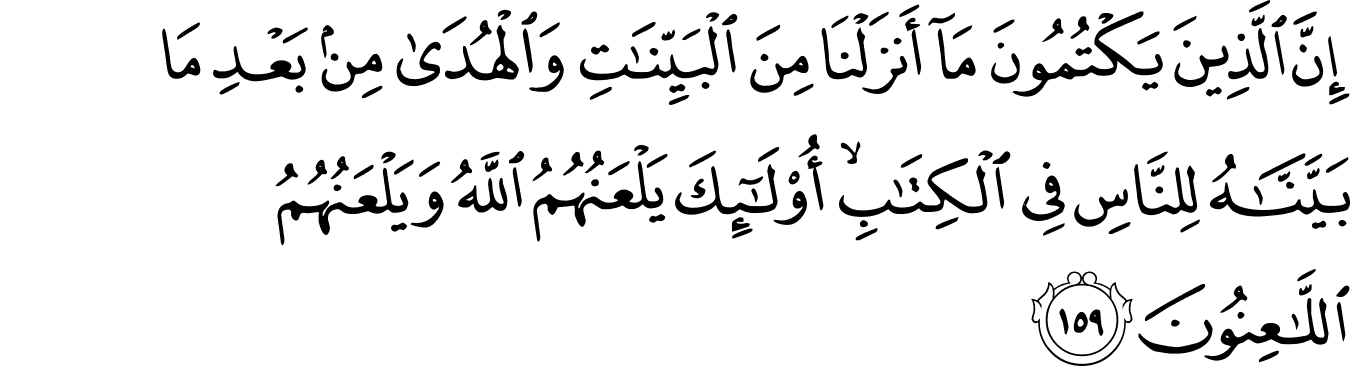 إِنَّ ٱلَّذِينَ يَكْتُمُونَ مَآ أَنزَلْنَا مِنَ ٱلْبَيِّنَـٰتِ وَٱلْهُدَىٰ مِنۢ بَعْدِ مَا
بَيَّنَّـٰهُ لِلنَّاسِ فِى ٱلْكِتَـٰبِ ۙ أُو۟لَـٰٓئِكَ يَلْعَنُهُمُ ٱللَّهُ وَيَلْعَنُهُمُ
ٱللَّـٰعِنُونَ ١٥٩